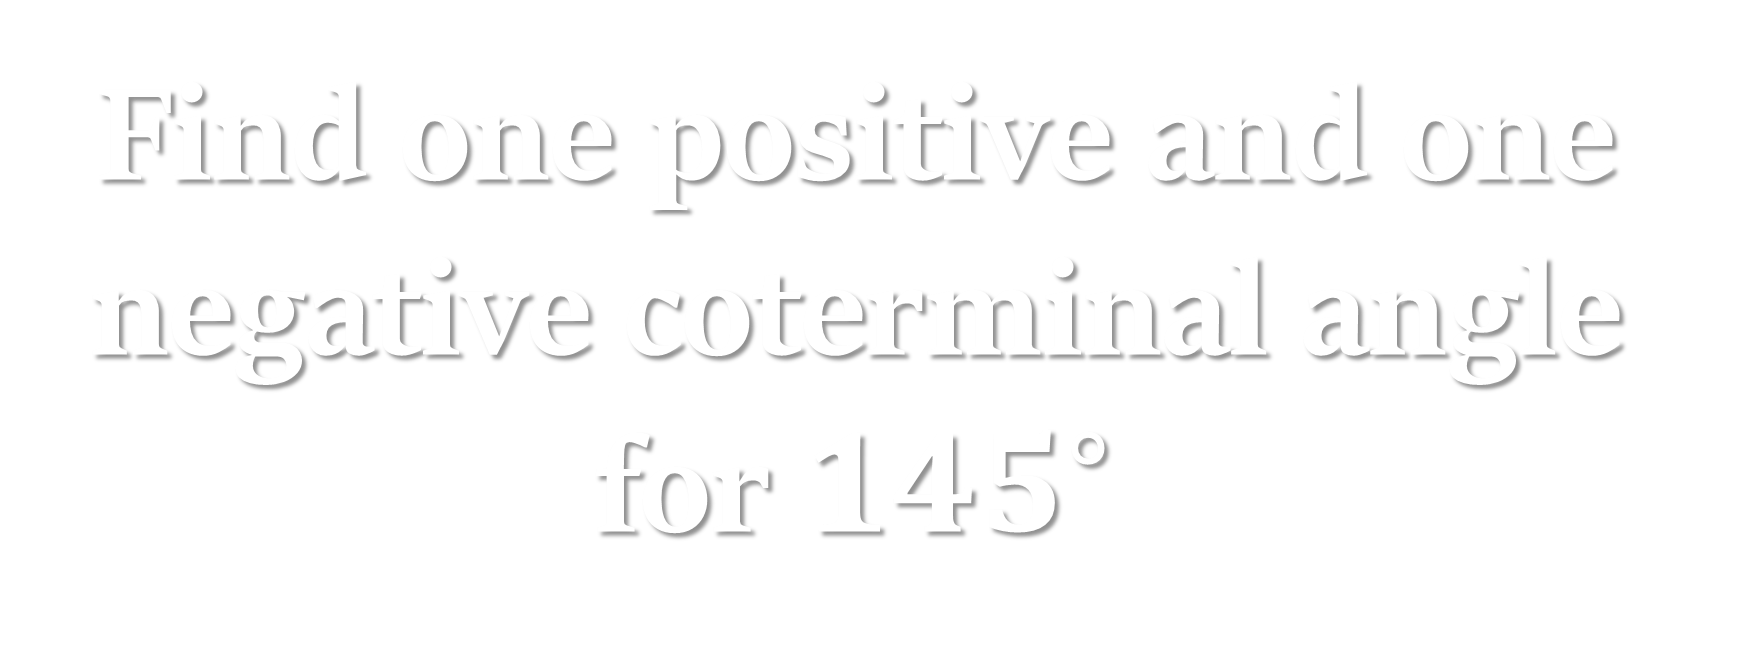 Find one positive and one
negative coterminal angle
for 145°